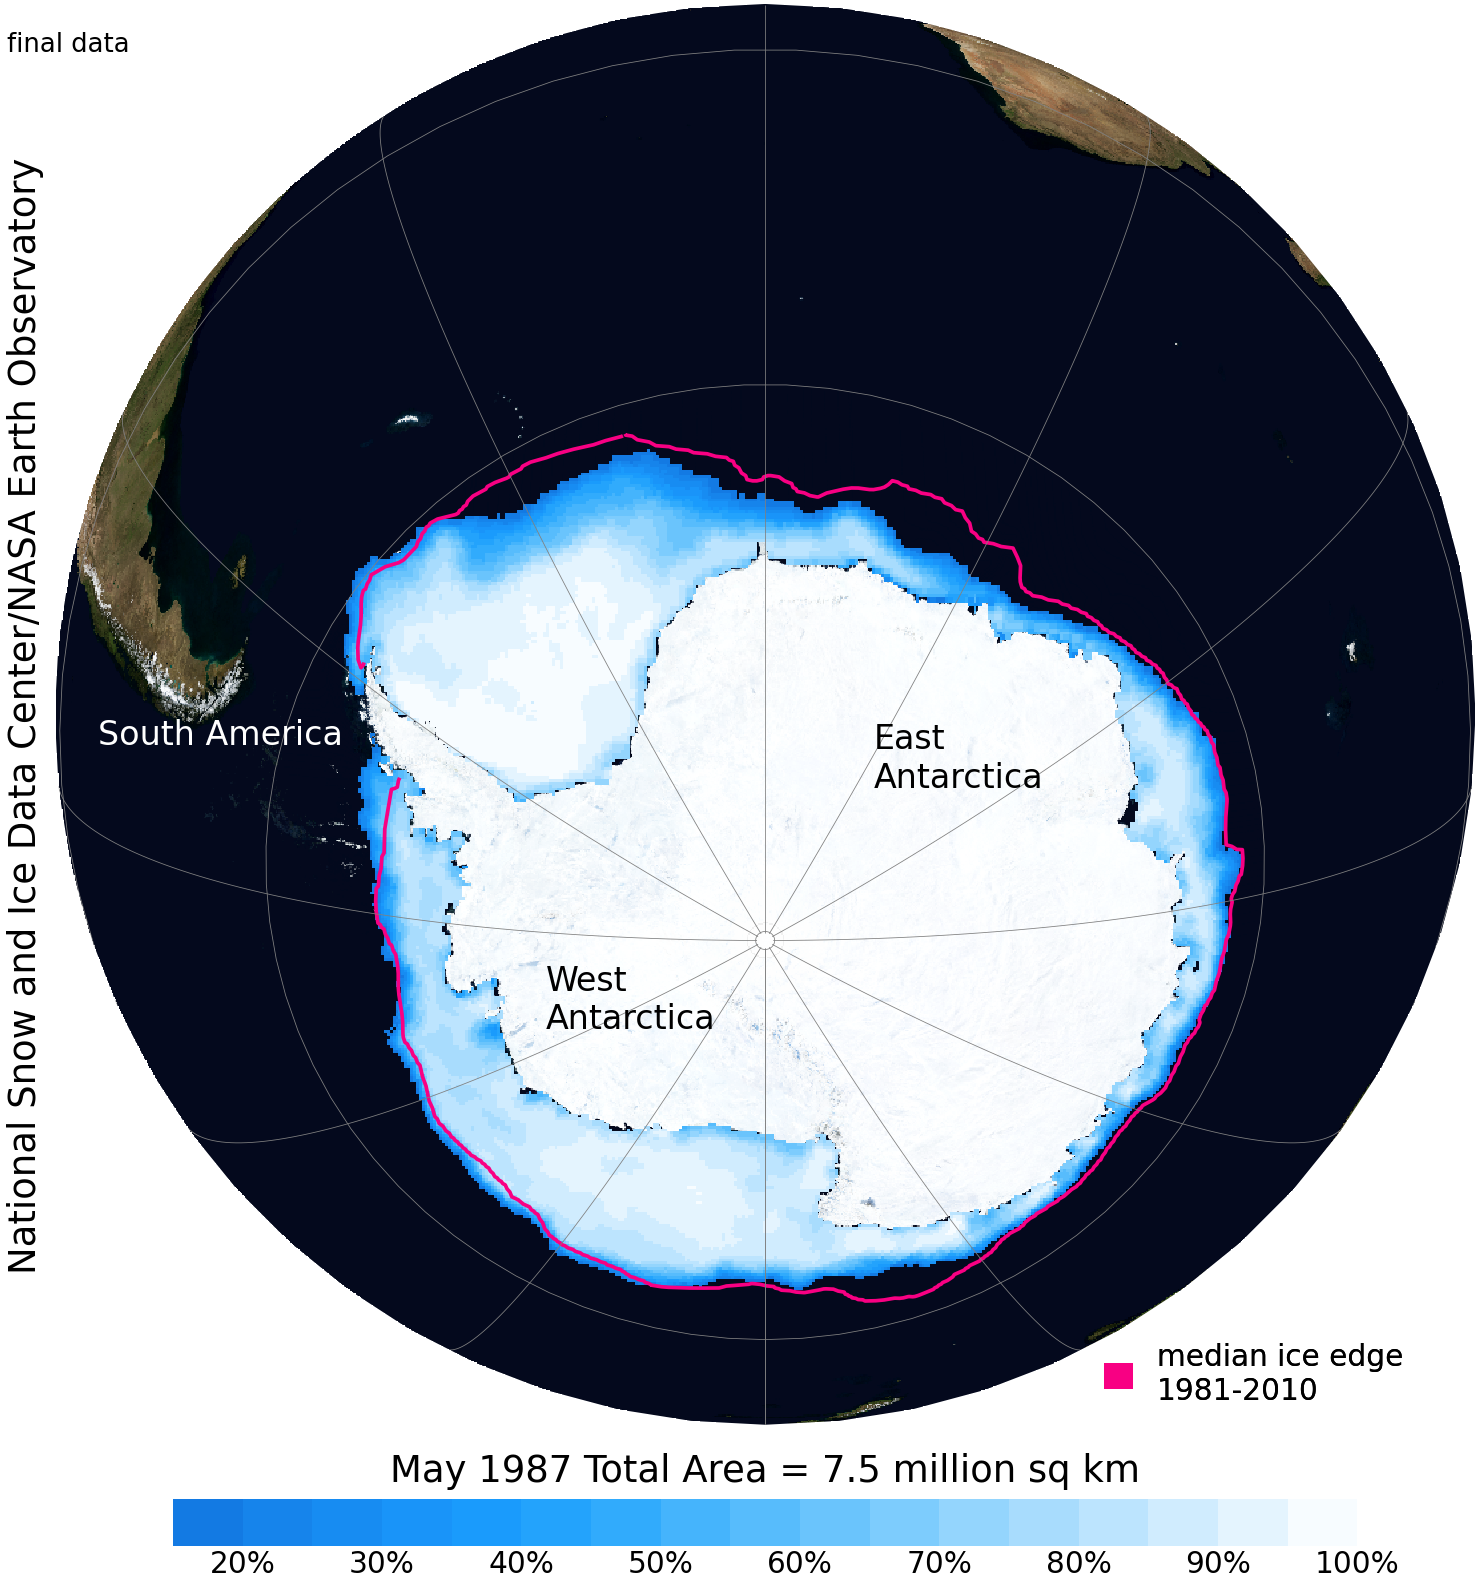 final data
National Snow and Ice Data Center/NASA Earth Observatory
South America
East
Antarctica
West
Antarctica
median ice edge
1981-2010
May 1987 Total Area = 7.5 million sq km
20% 30% 40% 50% 60% 70% 80% 90% 100%